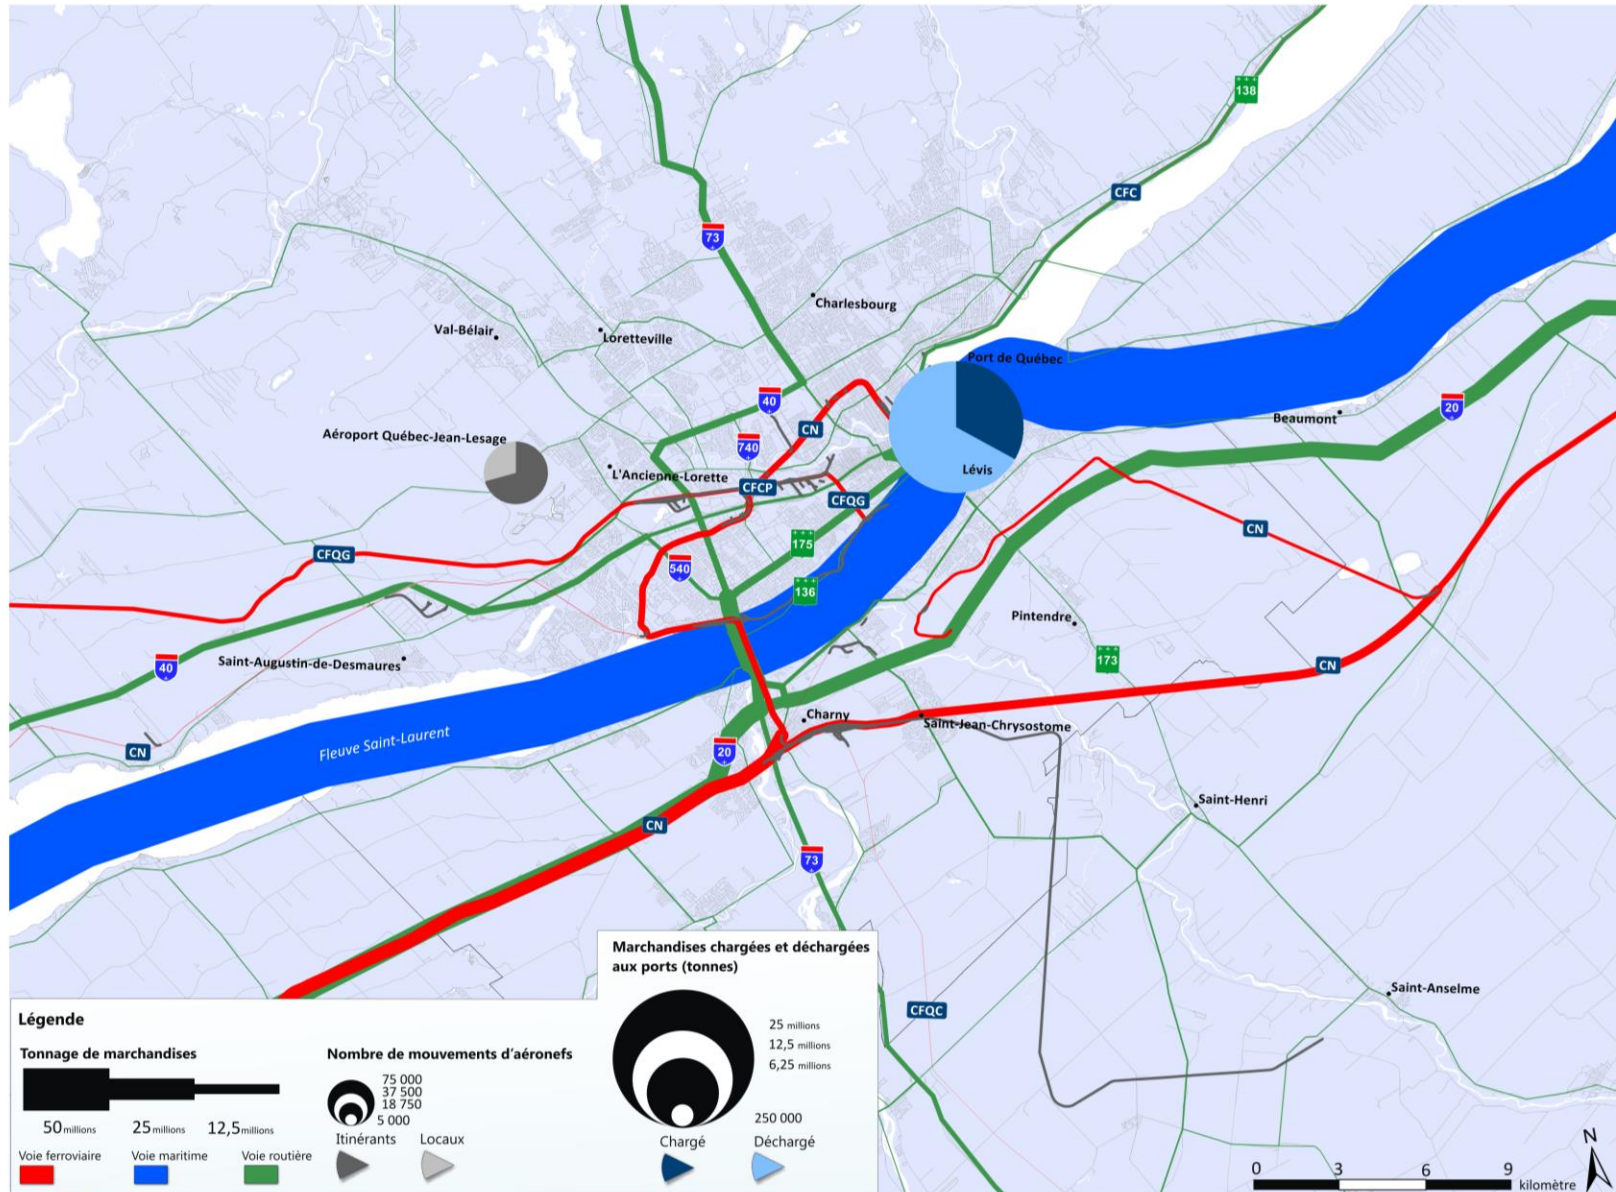 138
CFC
73
Charlesbourg
Val-Bélair
Loretteville
Port de Québec
40
20
Beaumont
CN
Aéroport Québec-Jean-Lesage
740
Lévis
L'Ancienne-Lorette
CFCP
CFQG
CN
175
CFQG
540
136
Pintendre
173
Saint-Augustin-de-Desmaures
40
CN
Charny
Saint-Jean-Chrysostome
Fleuve Saint-Laurent
CN
20
Saint-Henri
CN
73
Saint-Anselme
CFQC
Légende
Tonnage de marchandises
50 millions
25 millions
12,5 millions
Voie ferroviaire
Voie maritime
Voie routière
Nombre de mouvements d'aéronefs
75 000
37 500
18 750
5 000
Itinérants
Locaux
Marchandises chargées et déchargées
aux ports (tonnes)
25 millions
12,5 millions
6,25 millions
250 000
Chargé
Déchargé
N
0 3 6 9
kilomètre